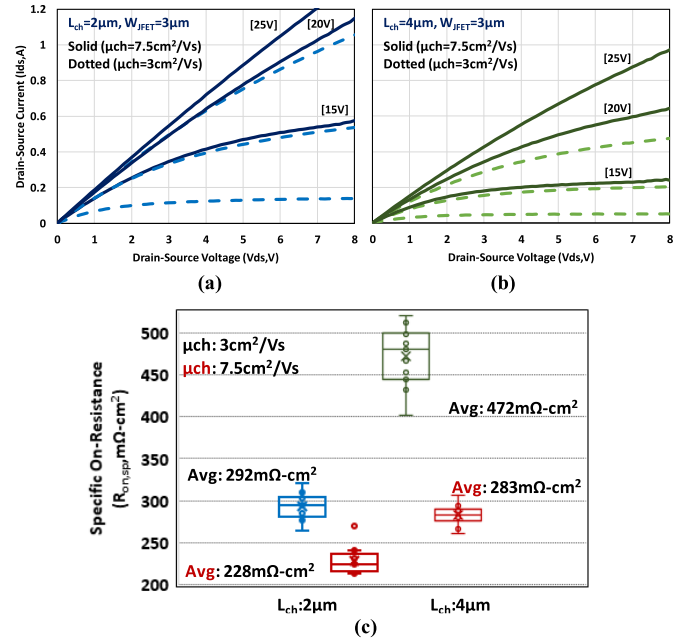 Drain-Source Current (Ids,A)
1.2
1
0.8
0.6
0.4
0.2
0
Lch=2μm, WJFET=3μm
Solid (μch=7.5cm²/Vs)
Dotted (μch=3cm²/Vs)
[25V]
[20V]
[15V]
0 1 2 3 4 5 6 7 8
Drain-Source Voltage (Vds,V)
(a)
Lch=4μm, WJFET=3μm
Solid (μch=7.5cm²/Vs)
Dotted (μch=3cm²/Vs)
[25V]
[20V]
[15V]
0 1 2 3 4 5 6 7 8
Drain-Source Voltage (Vds,V)
(b)
Specific On-Resistance
(Ron,sp,mΩ-cm²)
500
450
400
350
300
250
200
μch: 3cm²/Vs
μch: 7.5cm²/Vs
Avg: 472mΩ-cm²
Avg: 292mΩ-cm²
Avg: 283mΩ-cm²
Avg: 228mΩ-cm²
Lch:2μm
Lch:4μm
(c)